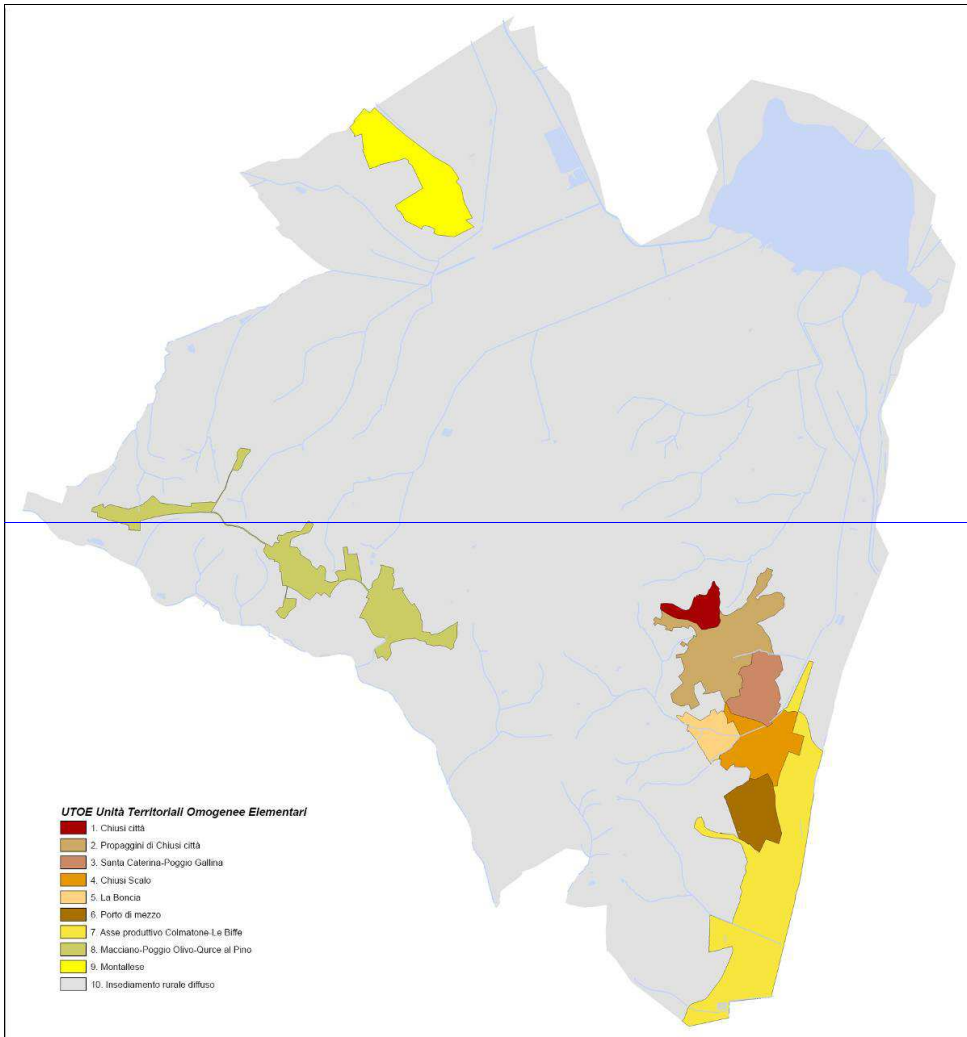 UTOE Unità Territoriali Omogenee Elementari
1. Chiusi città
2. Propaggini di Chiusi città
3. Santa Caterina-Poggio Gallina
4. Chiusi Scalo
5. La Boncia
6. Porto di mezzo
7. Asse produttivo Colmatone-Le Biffe
8. Macciano-Poggio Olivo-Qurce al Pino
9. Montallese
10. Insediamento rurale diffuso